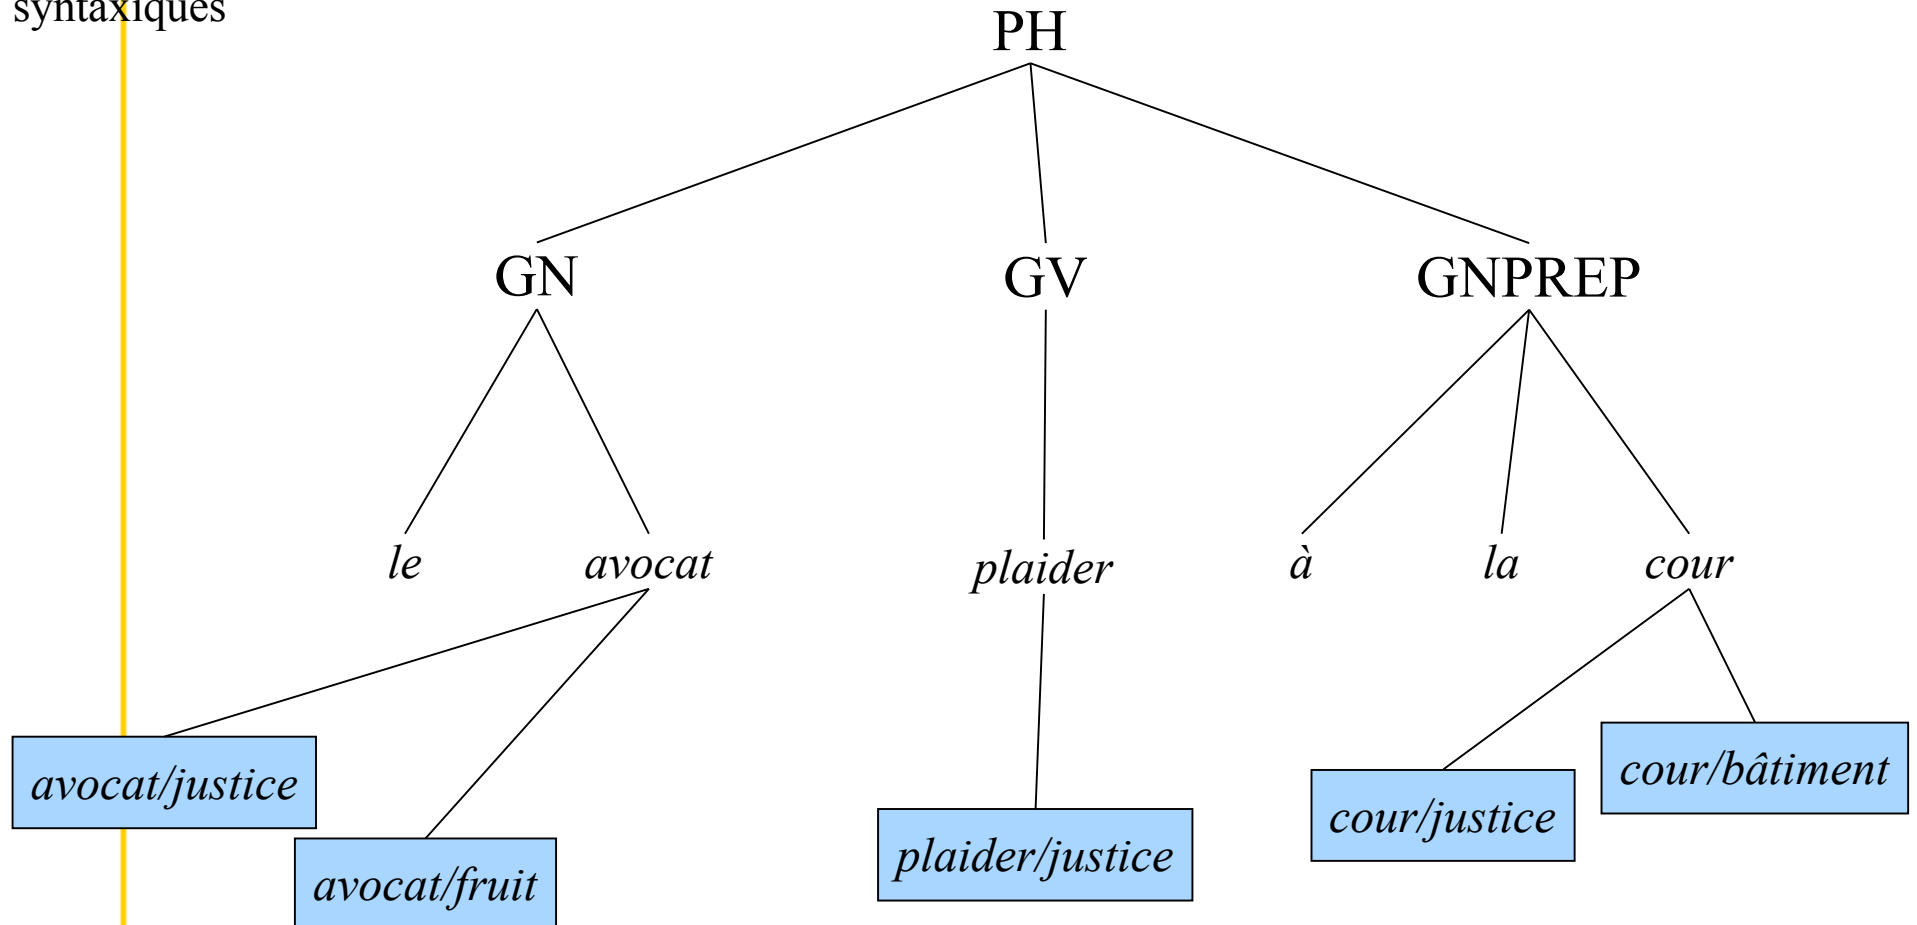 syntaxiques
PH
GN GV GNPREP
le avocat plaider à la cour
avocat/justice
avocat/fruit
plaider/justice
cour/justice
cour/bâtiment